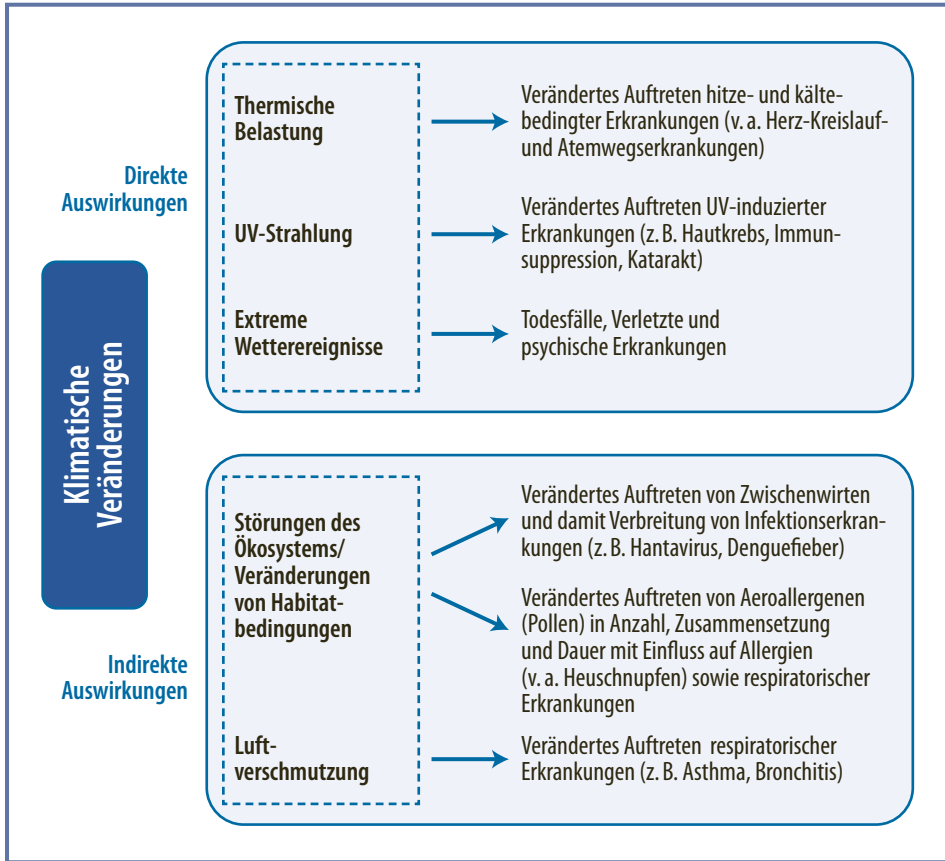 Klimatische
Veränderungen
Direkte
Auswirkungen
Thermische
Belastung
Verändertes Auftreten hitze- und kälte-
bedingter Erkrankungen (v. a. Herz-Kreislauf-
und Atemwegserkrankungen)
UV-Strahlung
Verändertes Auftreten UV-induzierter
Erkrankungen (z. B. Hautkrebs, Immun-
suppression, Katarakt)
Extreme
Wetterereignisse
Todesfälle, Verletzte und
psychische Erkrankungen
Indirekte
Auswirkungen
Störungen des
Ökosystems/
Veränderungen
von Habitat-
bedingungen
Verändertes Auftreten von Zwischenwirten
und damit Verbreitung von Infektionserkran-
kungen (z. B. Hantavirus, Denguefieber)
Verändertes Auftreten von Aeroallergenen
(Pollen) in Anzahl, Zusammensetzung
und Dauer mit Einfluss auf Allergien
(v. a. Heuschnupfen) sowie respiratorischer
Erkrankungen
Luft-
verschmutzung
Verändertes Auftreten respiratorischer
Erkrankungen (z. B. Asthma, Bronchitis)